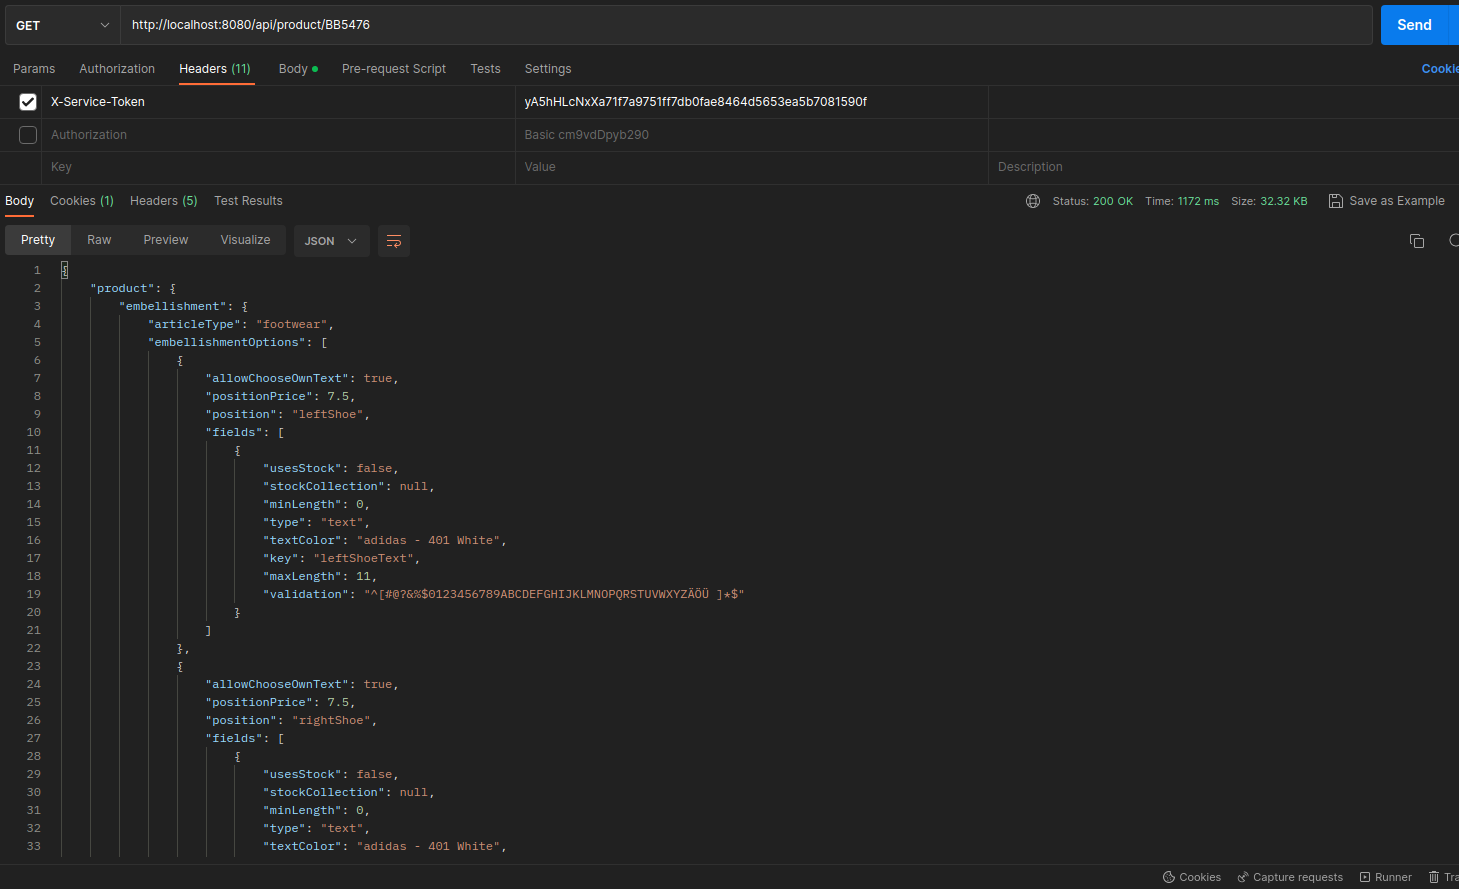 GET http://localhost:8080/api/product/BB5476 Send
Params Authorization Headers (11) Body Pre-request Script Tests Settings
X-Service-Token yA5hHLcNxXa71f7a9751ff7db0fae8464d5653ea5b7081590f
Authorization Basic cm9vdDpyb290
Key Value Description
Body Cookies (1) Headers (5) Test Results Status: 200 OK Time: 1172 ms Size: 32.32 KB Save as Example
Pretty Raw Preview Visualize JSON
1 {
2 "product": {
3 "embellishment": {
4 "articleType": "footwear",
5 "embellishmentOptions": [
6 {
7 "allowChooseOwnText": true,
8 "positionPrice": 7.5,
9 "position": "leftShoe",
10 "fields": [
11 {
12 "usesStock": false,
13 "stockCollection": null,
14 "minLength": 0,
15 "type": "text",
16 "textColor": "adidas - 401 White",
17 "key": "leftShoeText",
18 "maxLength": 11,
19 "validation": "^[#@?&%$0123456789ABCDEFGHIJKLMNOPQRSTUVWXYZÄÖÜ ]*$"
20 }
21 ]
22 },
23 {
24 "allowChooseOwnText": true,
25 "positionPrice": 7.5,
26 "position": "rightShoe",
27 "fields": [
28 {
29 "usesStock": false,
30 "stockCollection": null,
31 "minLength": 0,
32 "type": "text",
33 "textColor": "adidas - 401 White",
Cookies Capture requests Runner